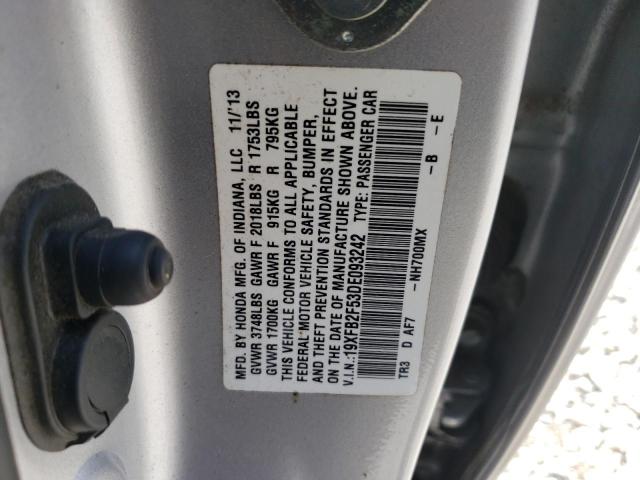 MFD. BY HONDA MFG. OF INDIANA, LLC 11/'13
GVWR 3748LBS GAWR F 2018LBS R 1753LBS
GVWR 1700KG GAWR F 915KG R 795KG
THIS VEHICLE CONFORMS TO ALL APPLICABLE
FEDERAL MOTOR VEHICLE SAFETY, BUMPER,
AND THEFT PREVENTION STANDARDS IN EFFECT
ON THE DATE OF MANUFACTURE SHOWN ABOVE.
V.I.N.:19XFB2F53DE093242 TYPE: PASSENGER CAR
TR3 D AF7 –NH700MX –B –E